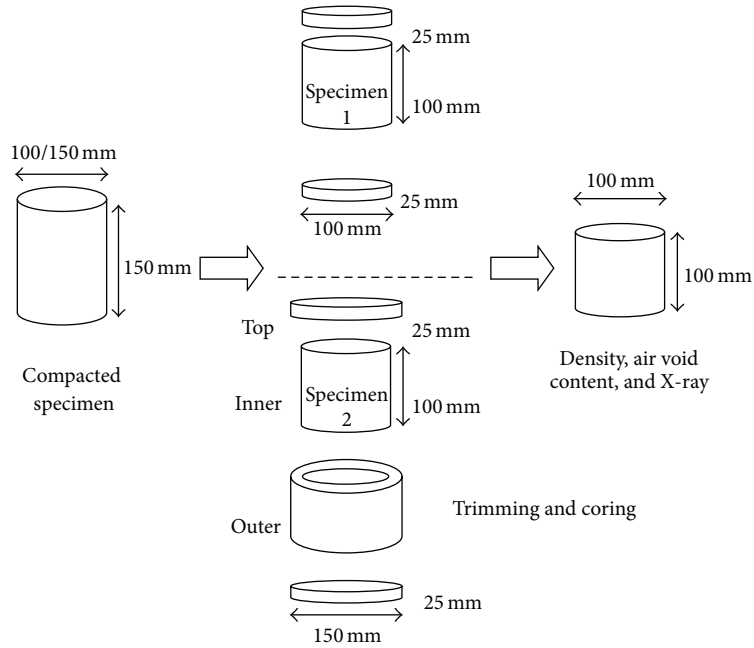 100/150 mm
150 mm
Compacted
specimen
25 mm
Specimen
1
100 mm
25 mm
100 mm
Top
25 mm
Inner
Specimen
2
100 mm
Outer
Trimming and coring
25 mm
150 mm
100 mm
100 mm
Density, air void
content, and X-ray